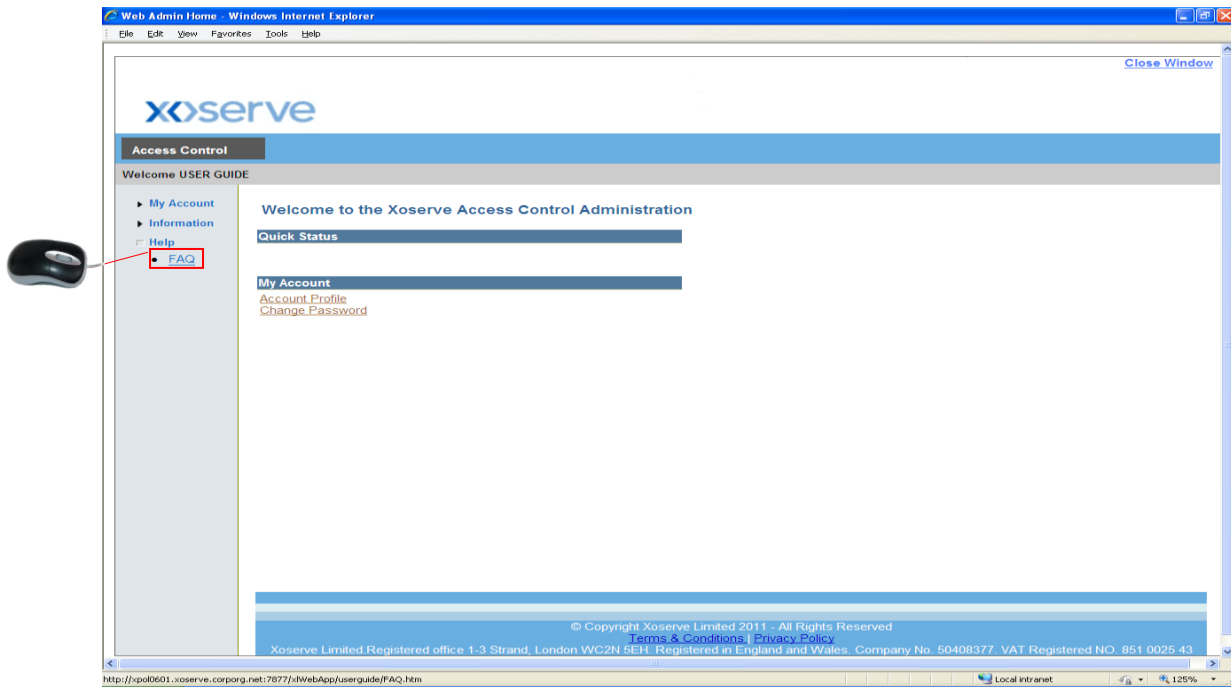 Web Admin Home - Windows Internet Explorer
File Edit View Favorites Tools Help
Close Window
xoserve
Access Control
Welcome USER GUIDE
My Account
Information
Help
FAQ
Welcome to the Xoserve Access Control Administration
Quick Status
My Account
Account Profile
Change Password
© Copyright Xoserve Limited 2011 - All Rights Reserved
Terms & Conditions | Privacy Policy
Xoserve Limited Registered office 1-3 Strand, London WC2N 5EH. Registered in England and Wales. Company No. 50408377. VAT Registered NO. 851 0025 43
http://xpol0601.xoserve.corporg.net:7877/xlWebApp/userguide/FAQ.htm
Local intranet
125%